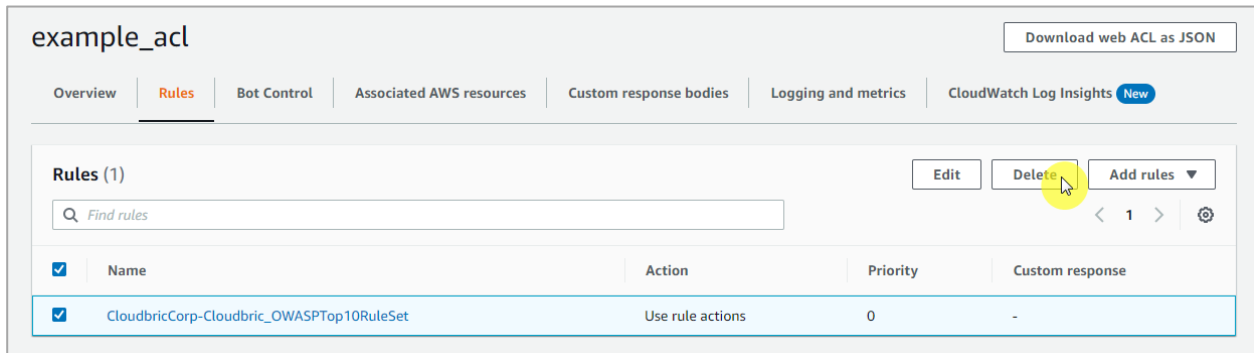 example_acl
Download web ACL as JSON
Overview Rules Bot Control Associated AWS resources Custom response bodies Logging and metrics CloudWatch Log Insights New
Rules (1)
Edit Delete Add rules ▼
Find rules
< 1 >
Name Action Priority Custom response
CloudbricCorp-Cloudbric_OWASPTop10RuleSet Use rule actions 0 -